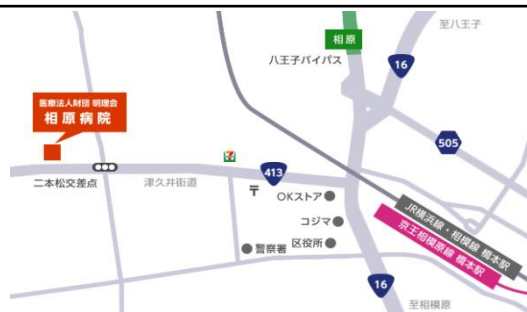 至八王子
相原
八王子バイパス
16
医療法人財団 明理会
相原病院
505
413
二本松交差点
津久井街道
〒
OKストア
コジマ
区役所
警察署
JR横浜線・相模線 橋本駅
京王相模原線 橋本駅
16
至相模原